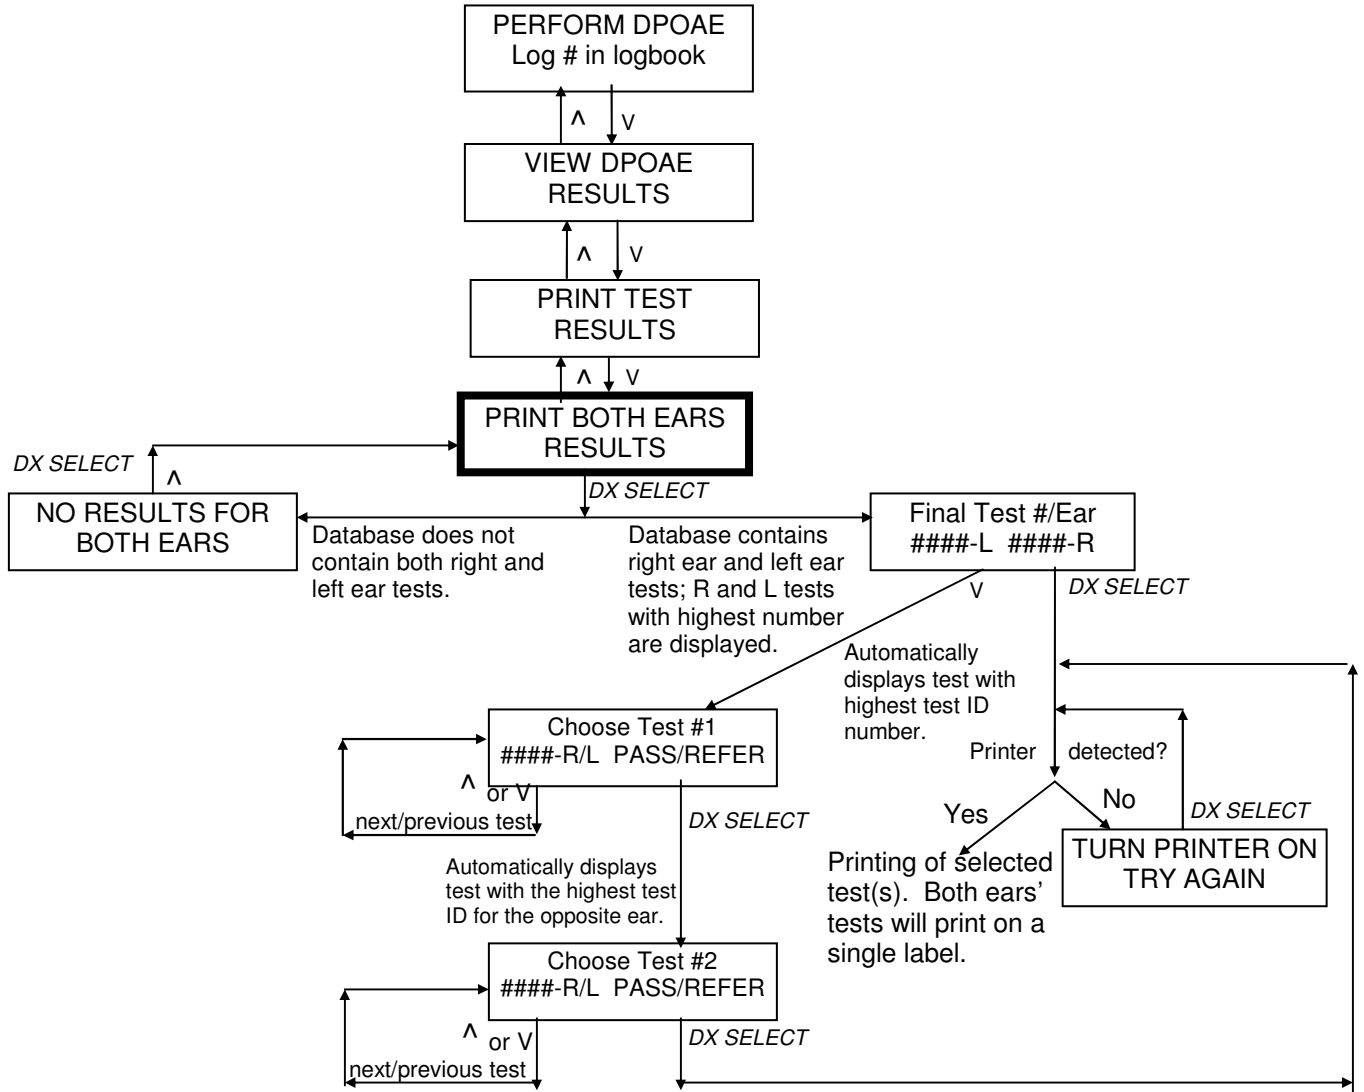 PERFORM DPOAE
Log # in logbook
^
V
VIEW DPOAE
RESULTS
^
V
PRINT TEST
RESULTS
^
V
PRINT BOTH EARS
RESULTS
DX SELECT
^
DX SELECT
NO RESULTS FOR
BOTH EARS
Database does not
contain both right and
left ear tests.
Database contains
right ear and left ear
tests; R and L tests
with highest number
are displayed.
Final Test #/Ear
####-L ####-R
V
DX SELECT
Automatically
displays test with
highest test ID
number.
Choose Test #1
####-R/L PASS/REFER
^ or V
next/previous test
DX SELECT
Printer detected?
Yes
No
DX SELECT
TURN PRINTER ON
TRY AGAIN
Printing of selected
test(s). Both ears’
tests will print on a
single label.
Automatically displays
test with the highest test
ID for the opposite ear.
Choose Test #2
####-R/L PASS/REFER
^ or V
next/previous test
DX SELECT